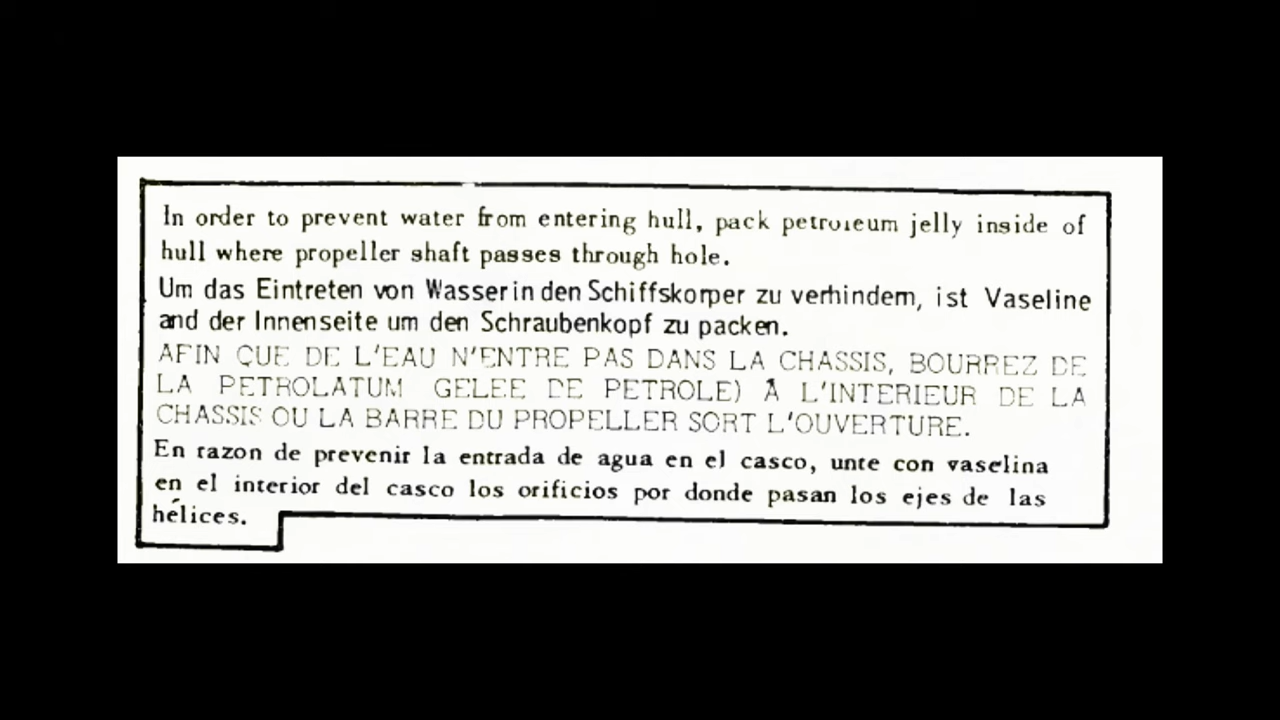 In order to prevent water from entering hull, pack petroleum jelly inside of
hull where propeller shaft passes through hole.
Um das Eintreten von Wasser in den Schiffskorper zu verhindern, ist Vaseline
and der Innenseite um den Schraubenkopf zu packen.
AFIN QUE DE L'EAU N'ENTRE PAS DANS LA CHASSIS, BOURREZ DE
LA PETROLATUM GELEE DE PETROLE) À L'INTERIEUR DE LA
CHASSIS OU LA BARRE DU PROPELLER SORT L'OUVERTURE.
En razon de prevenir la entrada de agua en el casco, unte con vaselina
en el interior del casco los orificios por donde pasan los ejes de las
hélices.